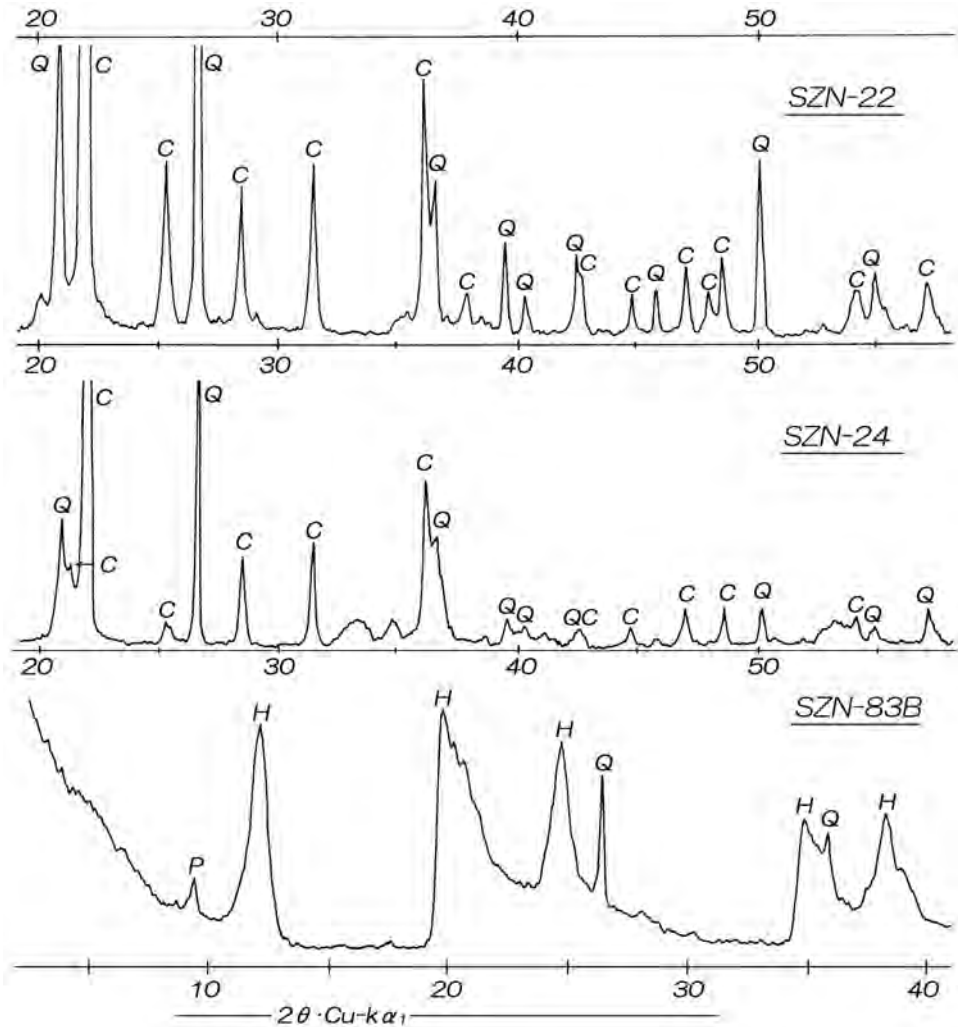 20 30 40 50
Q C C Q C C C Q C Q Q Q C C Q C C C Q C Q C
SZN-22
20 30 40 50
Q C C C Q C C C Q Q Q Q C C C C Q C Q Q
SZN-24
20 30 40 50
P H H H Q H Q H
SZN-83B
10 20 30 40
2θ·Cu-kα₁